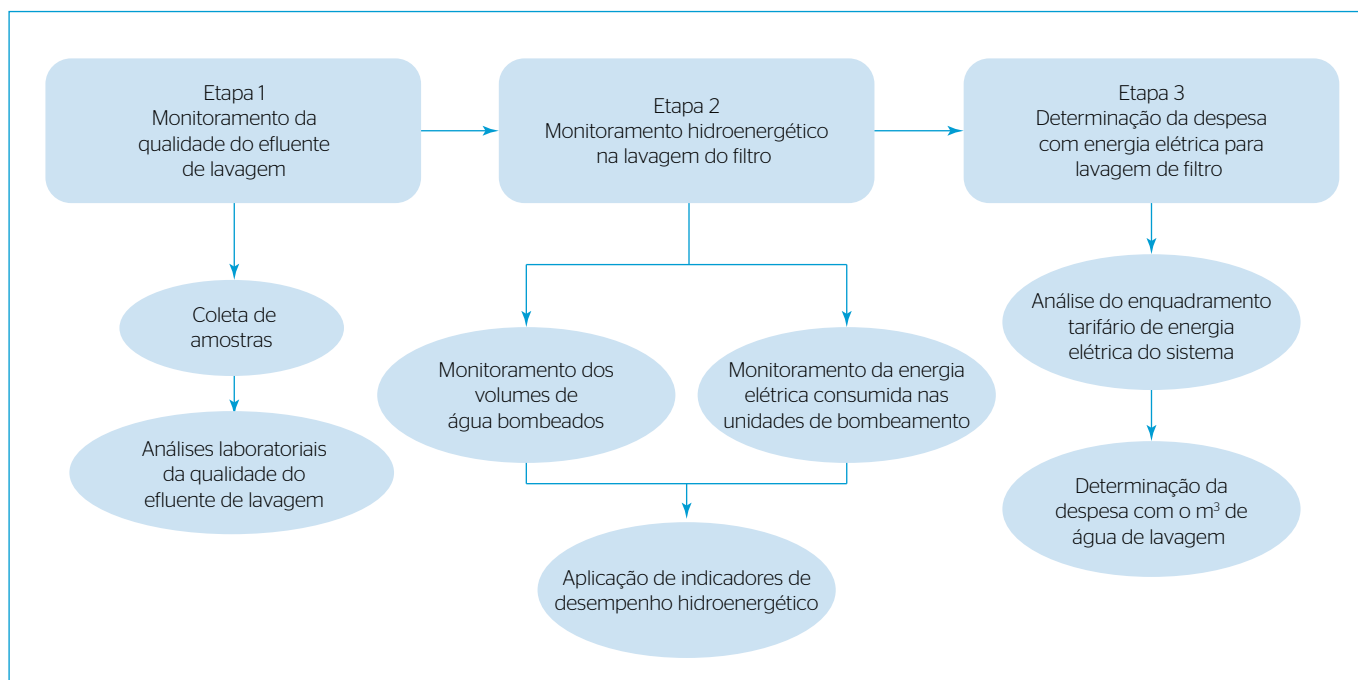 Etapa 1
Monitoramento da
qualidade do efluente
de lavagem
Etapa 2
Monitoramento hidroenergético
na lavagem do filtro
Etapa 3
Determinação da despesa
com energia elétrica para
lavagem de filtro
Coleta de
amostras
Análises laboratoriais
da qualidade do
efluente de lavagem
Monitoramento dos
volumes de
água bombeados
Monitoramento da energia
elétrica consumida nas
unidades de bombeamento
Aplicação de indicadores de
desempenho hidroenergético
Análise do enquadramento
tarifário de energia
elétrica do sistema
Determinação da
despesa com o m³ de
água de lavagem